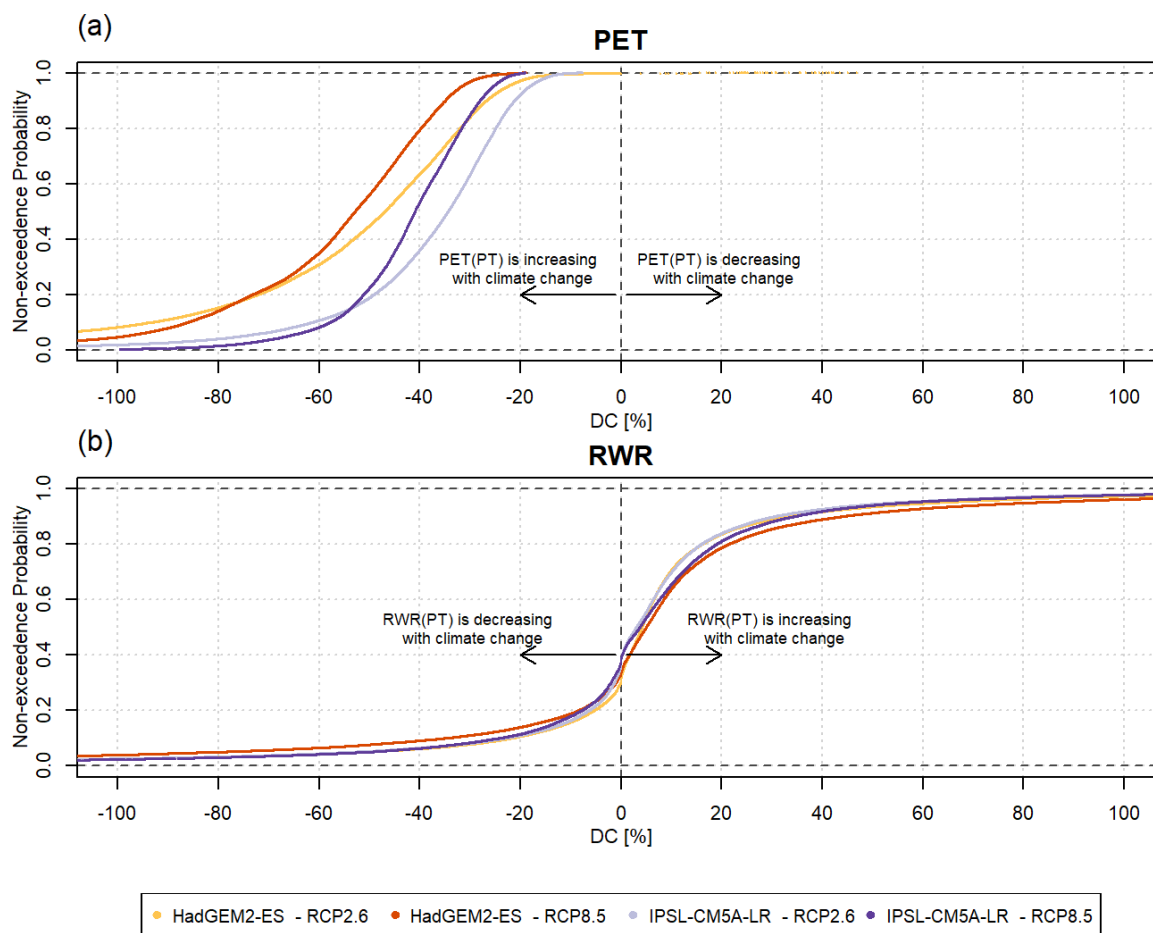 (a)
PET
Non-exceedence Probability
0.0 0.2 0.4 0.6 0.8 1.0
PET(PT) is increasing
with climate change
PET(PT) is decreasing
with climate change
-100 -80 -60 -40 -20 0 20 40 60 80 100
DC [%]
(b)
RWR
Non-exceedence Probability
0.0 0.2 0.4 0.6 0.8 1.0
RWR(PT) is decreasing
with climate change
RWR(PT) is increasing
with climate change
-100 -80 -60 -40 -20 0 20 40 60 80 100
DC [%]
HadGEM2-ES - RCP2.6 HadGEM2-ES - RCP8.5 IPSL-CM5A-LR - RCP2.6 IPSL-CM5A-LR - RCP8.5